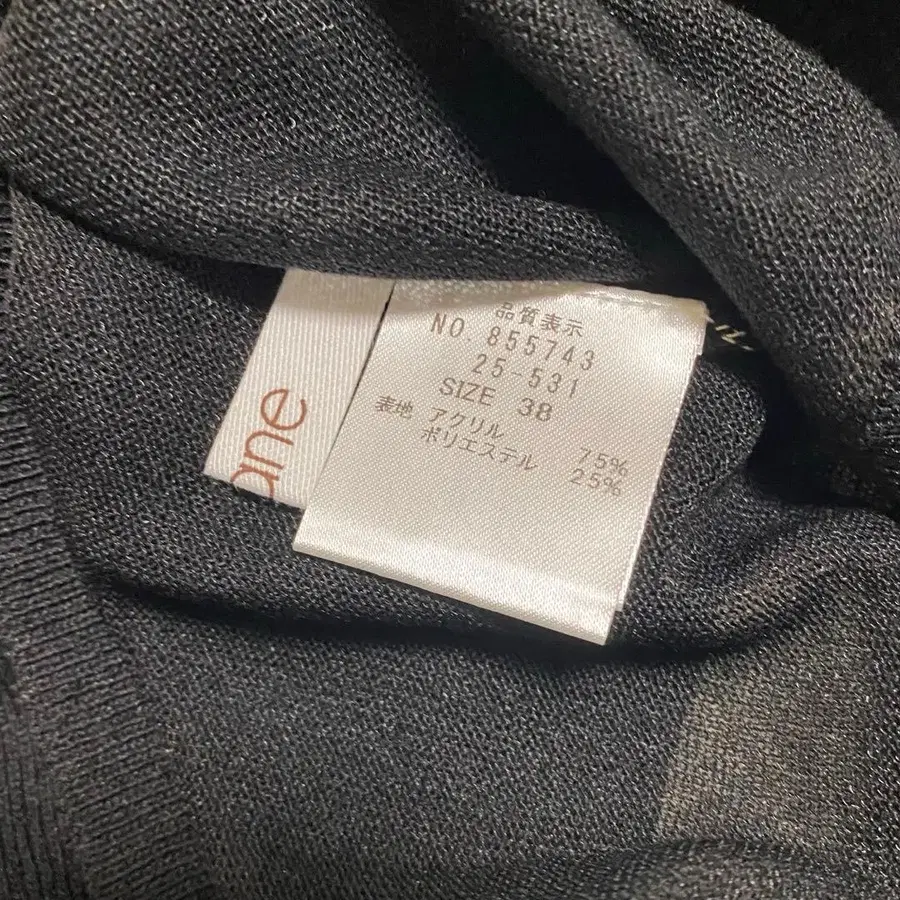 品質表示
NO. 855743
25-531
SIZE 38
表地 アクリル 75%
ポリエステル 25%
ane